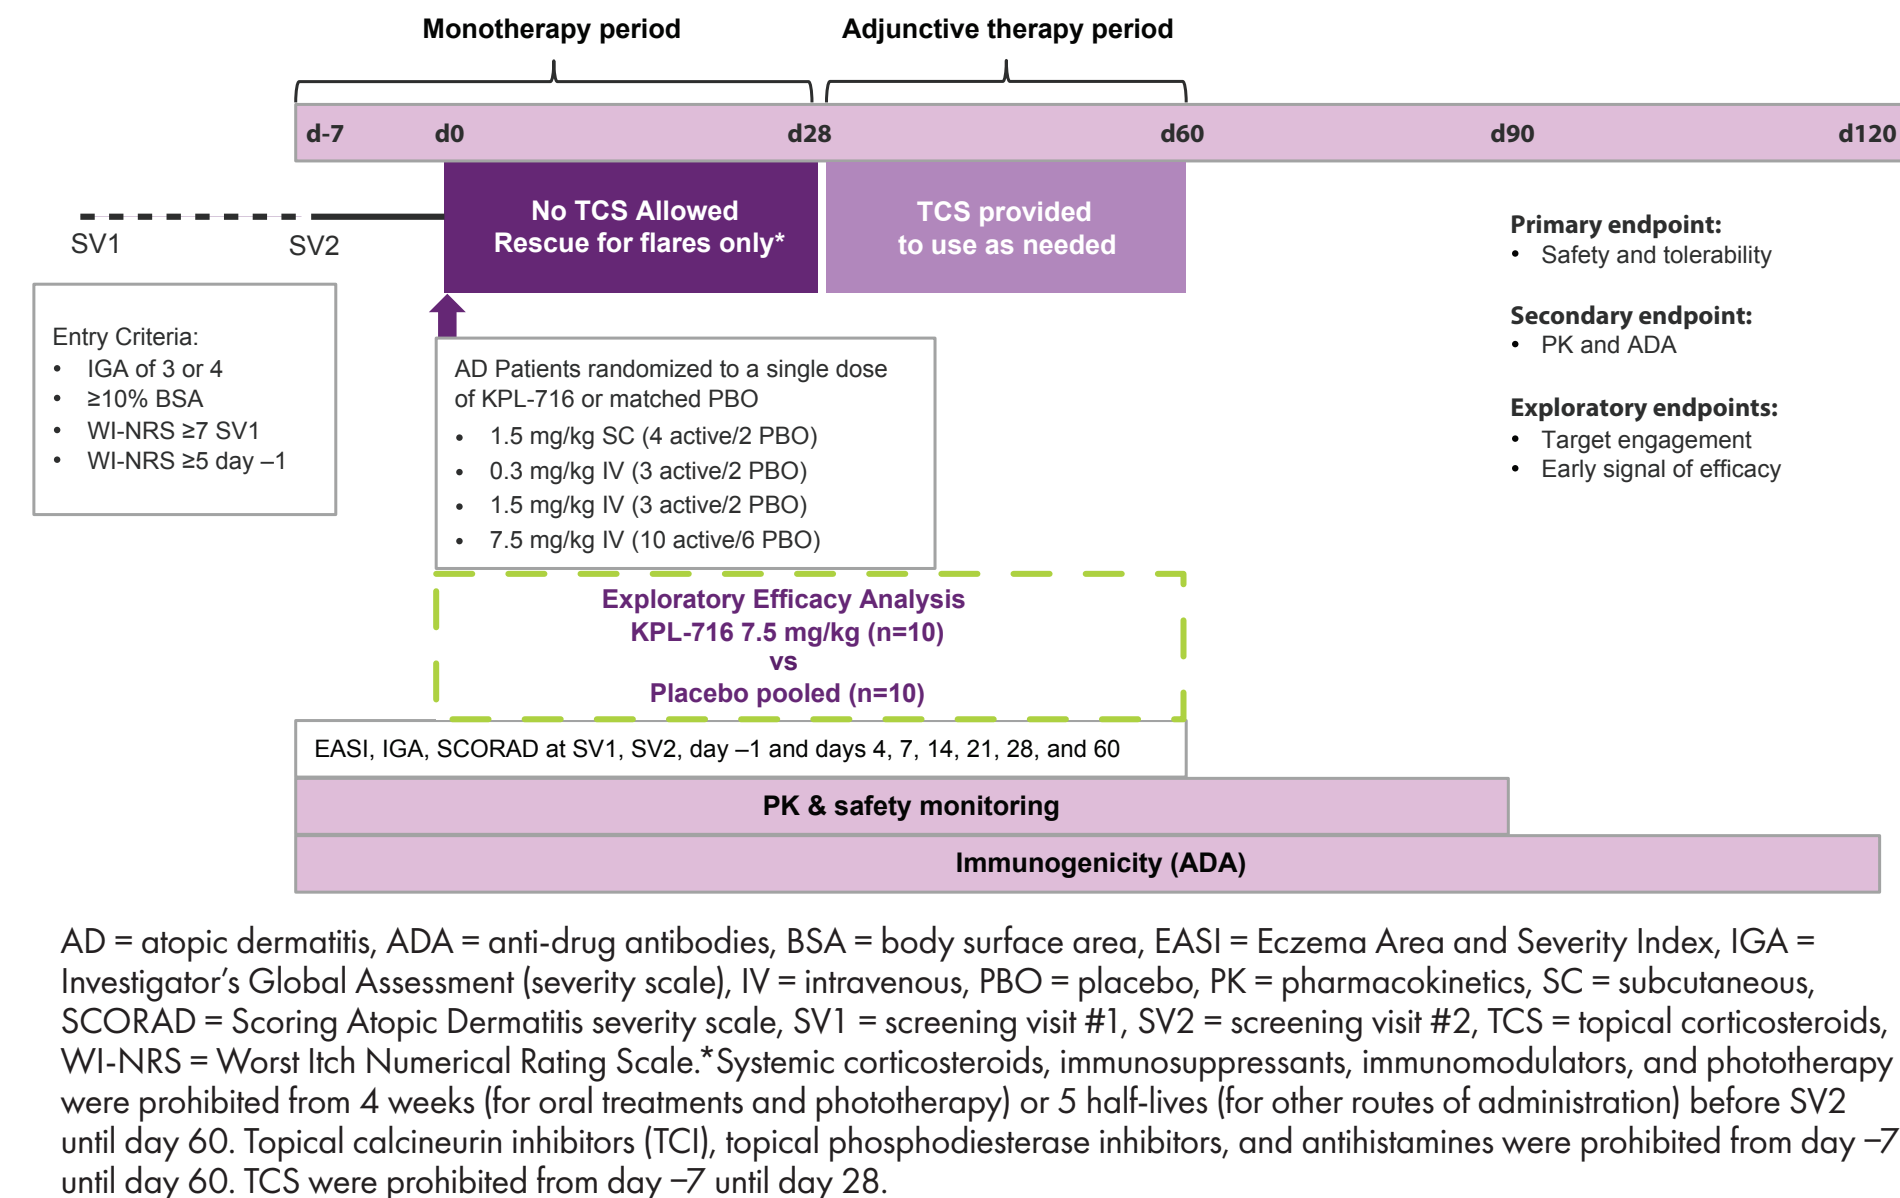 Monotherapy period
Adjunctive therapy period
d-7 d0 d28 d60 d90 d120
No TCS Allowed
Rescue for flares only*
TCS provided
to use as needed
SV1 SV2
Entry Criteria:
• IGA of 3 or 4
• ≥10% BSA
• WI-NRS ≥7 SV1
• WI-NRS ≥5 day –1
AD Patients randomized to a single dose
of KPL-716 or matched PBO
• 1.5 mg/kg SC (4 active/2 PBO)
• 0.3 mg/kg IV (3 active/2 PBO)
• 1.5 mg/kg IV (3 active/2 PBO)
• 7.5 mg/kg IV (10 active/6 PBO)
Primary endpoint:
• Safety and tolerability
Secondary endpoint:
• PK and ADA
Exploratory endpoints:
• Target engagement
• Early signal of efficacy
Exploratory Efficacy Analysis
KPL-716 7.5 mg/kg (n=10)
vs
Placebo pooled (n=10)
EASI, IGA, SCORAD at SV1, SV2, day –1 and days 4, 7, 14, 21, 28, and 60
PK & safety monitoring
Immunogenicity (ADA)
AD = atopic dermatitis, ADA = anti-drug antibodies, BSA = body surface area, EASI = Eczema Area and Severity Index, IGA =
Investigator’s Global Assessment (severity scale), IV = intravenous, PBO = placebo, PK = pharmacokinetics, SC = subcutaneous,
SCORAD = Scoring Atopic Dermatitis severity scale, SV1 = screening visit #1, SV2 = screening visit #2, TCS = topical corticosteroids,
WI-NRS = Worst Itch Numerical Rating Scale.*Systemic corticosteroids, immunosuppressants, immunomodulators, and phototherapy
were prohibited from 4 weeks (for oral treatments and phototherapy) or 5 half-lives (for other routes of administration) before SV2
until day 60. Topical calcineurin inhibitors (TCI), topical phosphodiesterase inhibitors, and antihistamines were prohibited from day –7
until day 60. TCS were prohibited from day –7 until day 28.